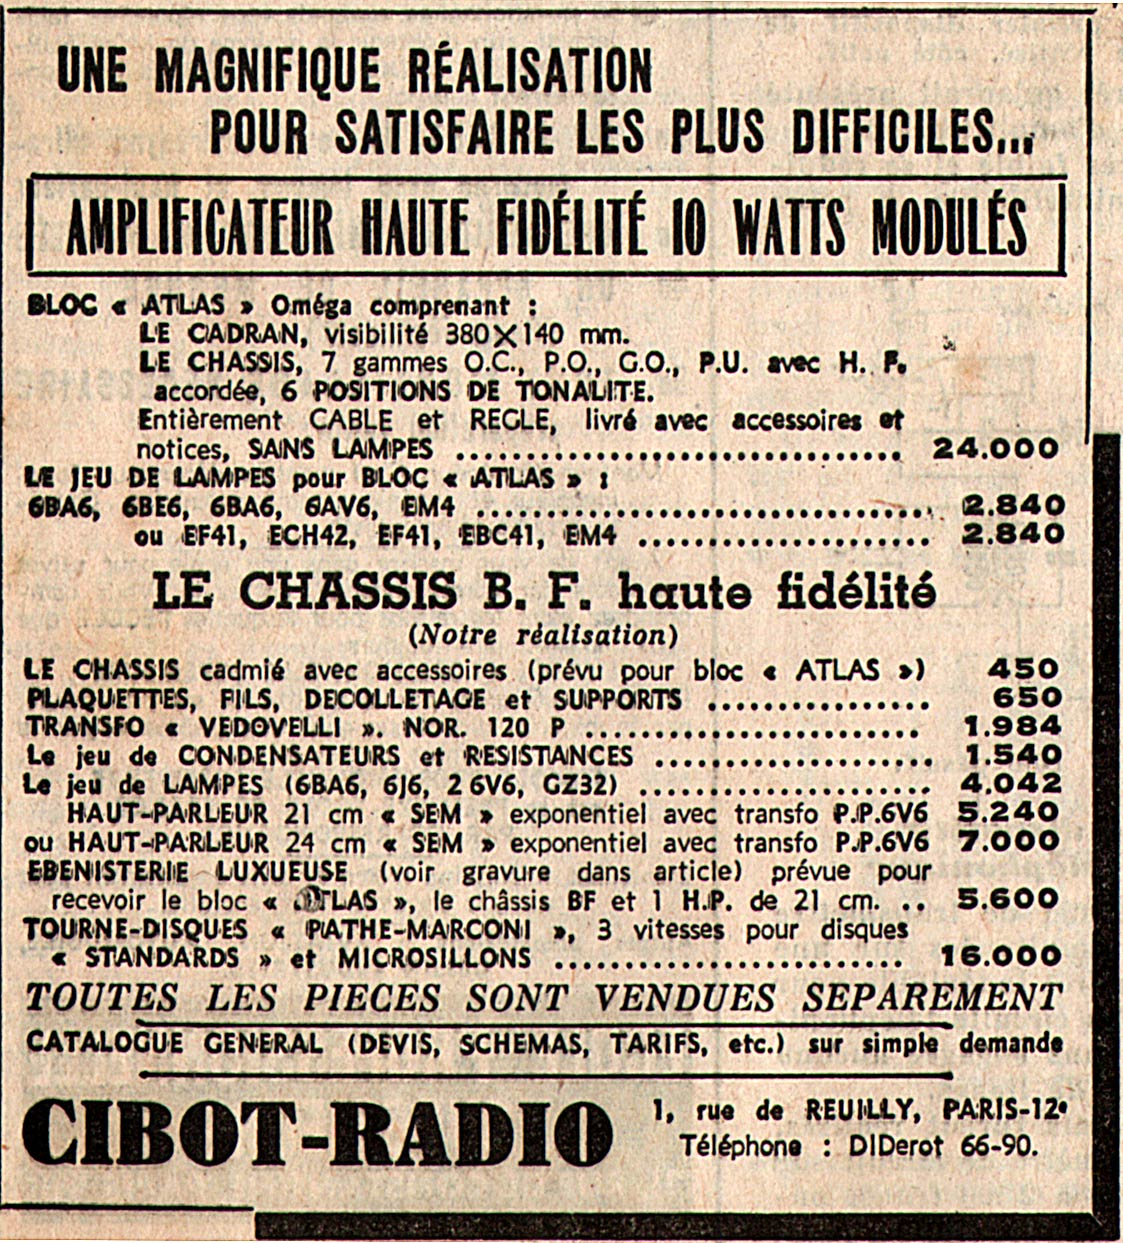 UNE MAGNIFIQUE RÉALISATION
POUR SATISFAIRE LES PLUS DIFFICILES...
AMPLIFICATEUR HAUTE FIDÉLITÉ 10 WATTS MODULÉS
BLOC « ATLAS » Oméga comprenant :
LE CADRAN, visibilité 380×140 mm.
LE CHASSIS, 7 gammes O.C., P.O., G.O., P.U. avec H. F.
accordée, 6 POSITIONS DE TONALITE.
Entièrement CABLE et REGLE, livré avec accessoires et
notices, SANS LAMPES ................................ 24.000
LE JEU DE LAMPES pour BLOC « ATLAS » :
6BA6, 6BE6, 6BA6, 6AV6, EM4 ................................ 2.840
ou EF41, ECH42, EF41, EBC41, EM4 ..................... 2.840
LE CHASSIS B. F. haute fidélité
(Notre réalisation)
LE CHASSIS cadmié avec accessoires (prévu pour bloc « ATLAS ») 450
PLAQUETTES, FILS, DECOLLETAGE et SUPPORTS ................ 650
TRANSFO « VEDOVELLI ». NOR. 120 P ........................ 1.984
Le jeu de CONDENSATEURS et RESISTANCES .................... 1.540
Le jeu de LAMPES (6BA6, 6J6, 2 6V6, GZ32) ..................... 4.042
HAUT-PARLEUR 21 cm « SEM » exponentiel avec transfo P.P.6V6 5.240
ou HAUT-PARLEUR 24 cm « SEM » exponentiel avec transfo P.P.6V6 7.000
EBENISTERIE LUXUEUSE (voir gravure dans article) prévue pour
recevoir le bloc « ATLAS », le châssis BF et 1 H.P. de 21 cm. .. 5.600
TOURNE-DISQUES « PATHE-MARCONI », 3 vitesses pour disques
« STANDARDS » et MICROSILLONS ......................... 16.000
TOUTES LES PIECES SONT VENDUES SEPAREMENT
CATALOGUE GENERAL (DEVIS, SCHEMAS, TARIFS, etc.) sur simple demande
CIBOT-RADIO
1, rue de REUILLY, PARIS-12e
Téléphone : DIDerot 66-90.